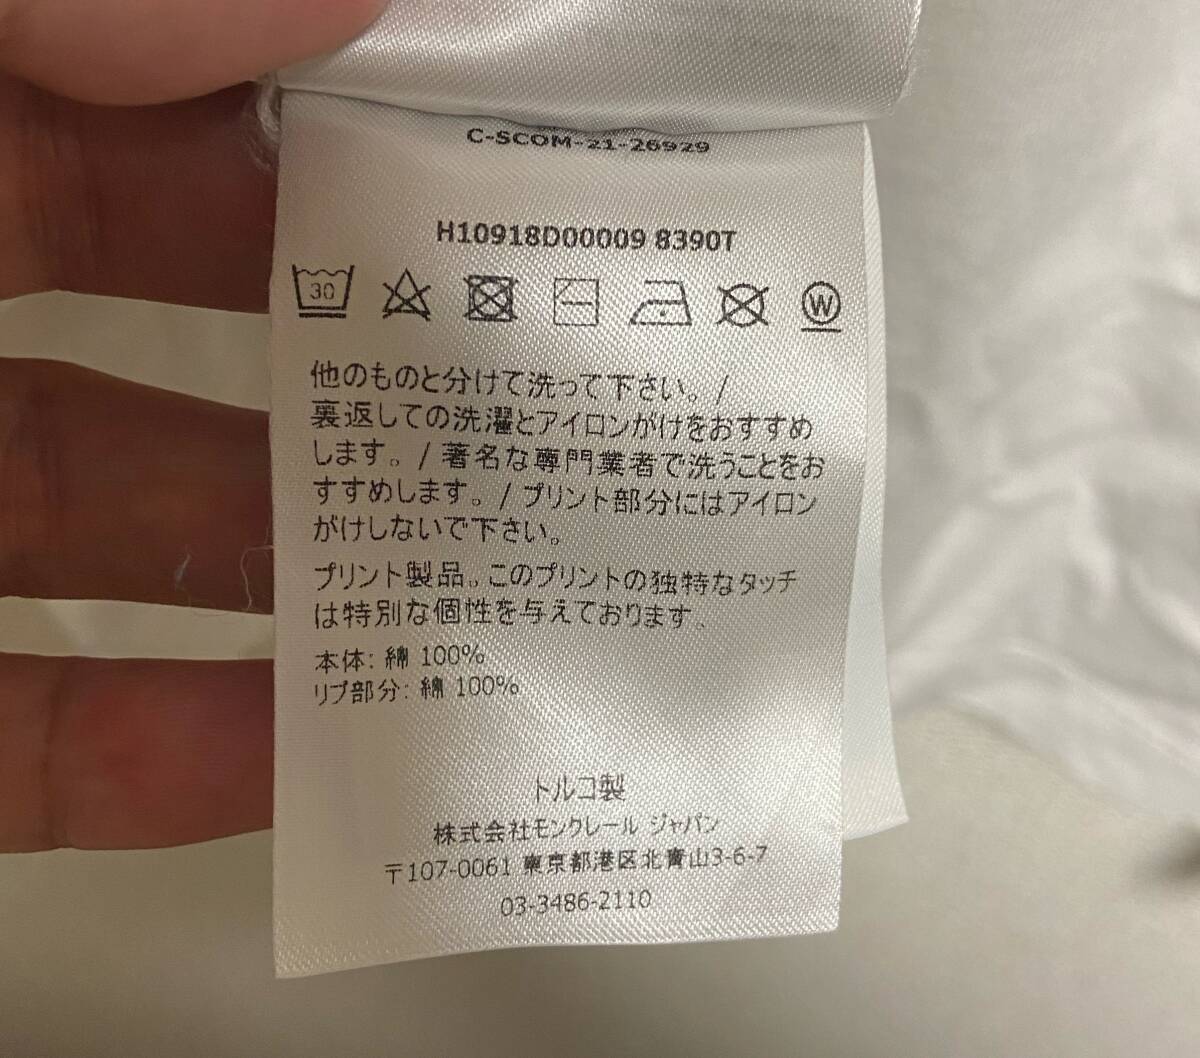 C-SCOM-21-26929
H10918D00009 8390T
30
W
他のものと分けて洗って下さい。/
裏返しての洗濯とアイロンがけをおすすめ
します。/ 著名な専門業者で洗うことをお
すすめします。/ プリント部分にはアイロン
がけしないで下さい。
プリント製品。このプリントの独特なタッチ
は特別な個性を与えております。
本体: 綿 100%
リブ部分: 綿 100%
トルコ製
株式会社モンクレール ジャパン
〒107-0061 東京都港区北青山3-6-7
03-3486-2110